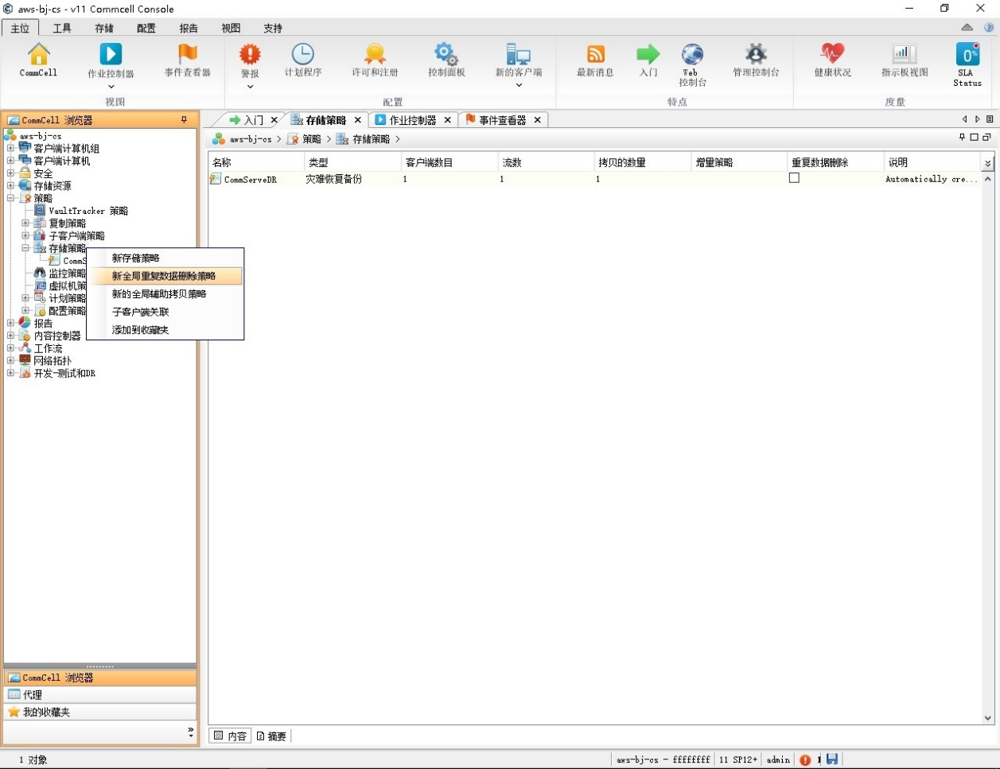 aws-bj-cs - v11 Commcell Console
主位 工具 存储 配置 报告 视图 支持
CommCell 作业控制器 事件查看器 警报 计划程序 许可和注册 控制面板 新的客户端 最新消息 入门 Web 控制台 管理控制台 健康状况 指示板视图 SLA Status
视图 配置 特点 度量
CommCell 浏览器
入门 存储策略 作业控制器 事件查看器
aws-bj-cs > 策略 > 存储策略 >
名称 类型 客户端数目 流数 拷贝的数量 增量策略 重复数据删除 说明
CommServeDR 灾难恢复备份 1 1 1 Automatically cre...
aws-bj-cs
客户端计算机组
客户端计算机
安全
存储资源
策略
VaultTracker 策略
复制策略
子客户端策略
存储策略
CommS
监控策略
虚拟机策
计划策略
配置策略
报告
内容控制器
工作流
网络拓扑
开发-测试和DR
新存储策略
新全局重复数据删除策略
新的全局辅助拷贝策略
子客户端关联
添加到收藏夹
CommCell 浏览器
代理
我的收藏夹
内容 摘要
1 对象
aws-bj-cs - ffffffff 11 SP12+ admin 1